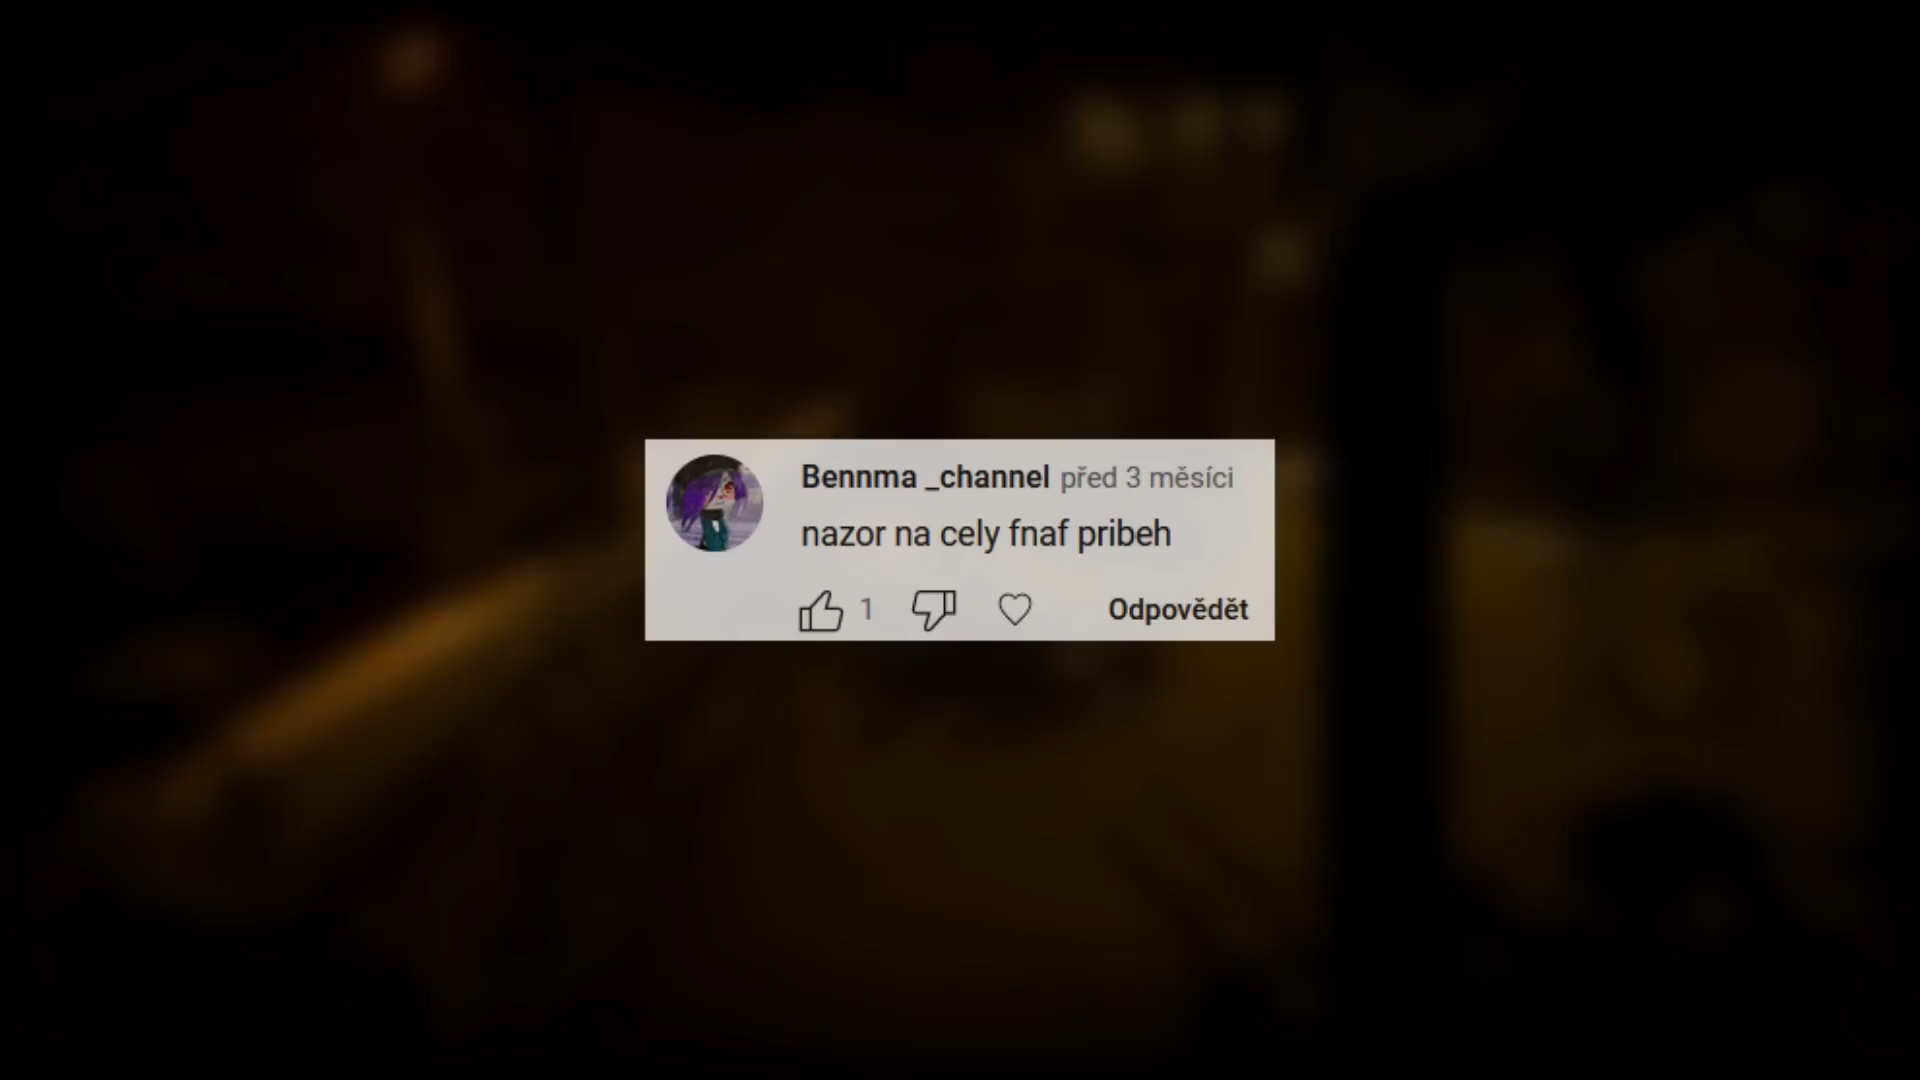 Bennma _channel před 3 měsíci
nazor na cely fnaf pribeh
1 Odpovědět